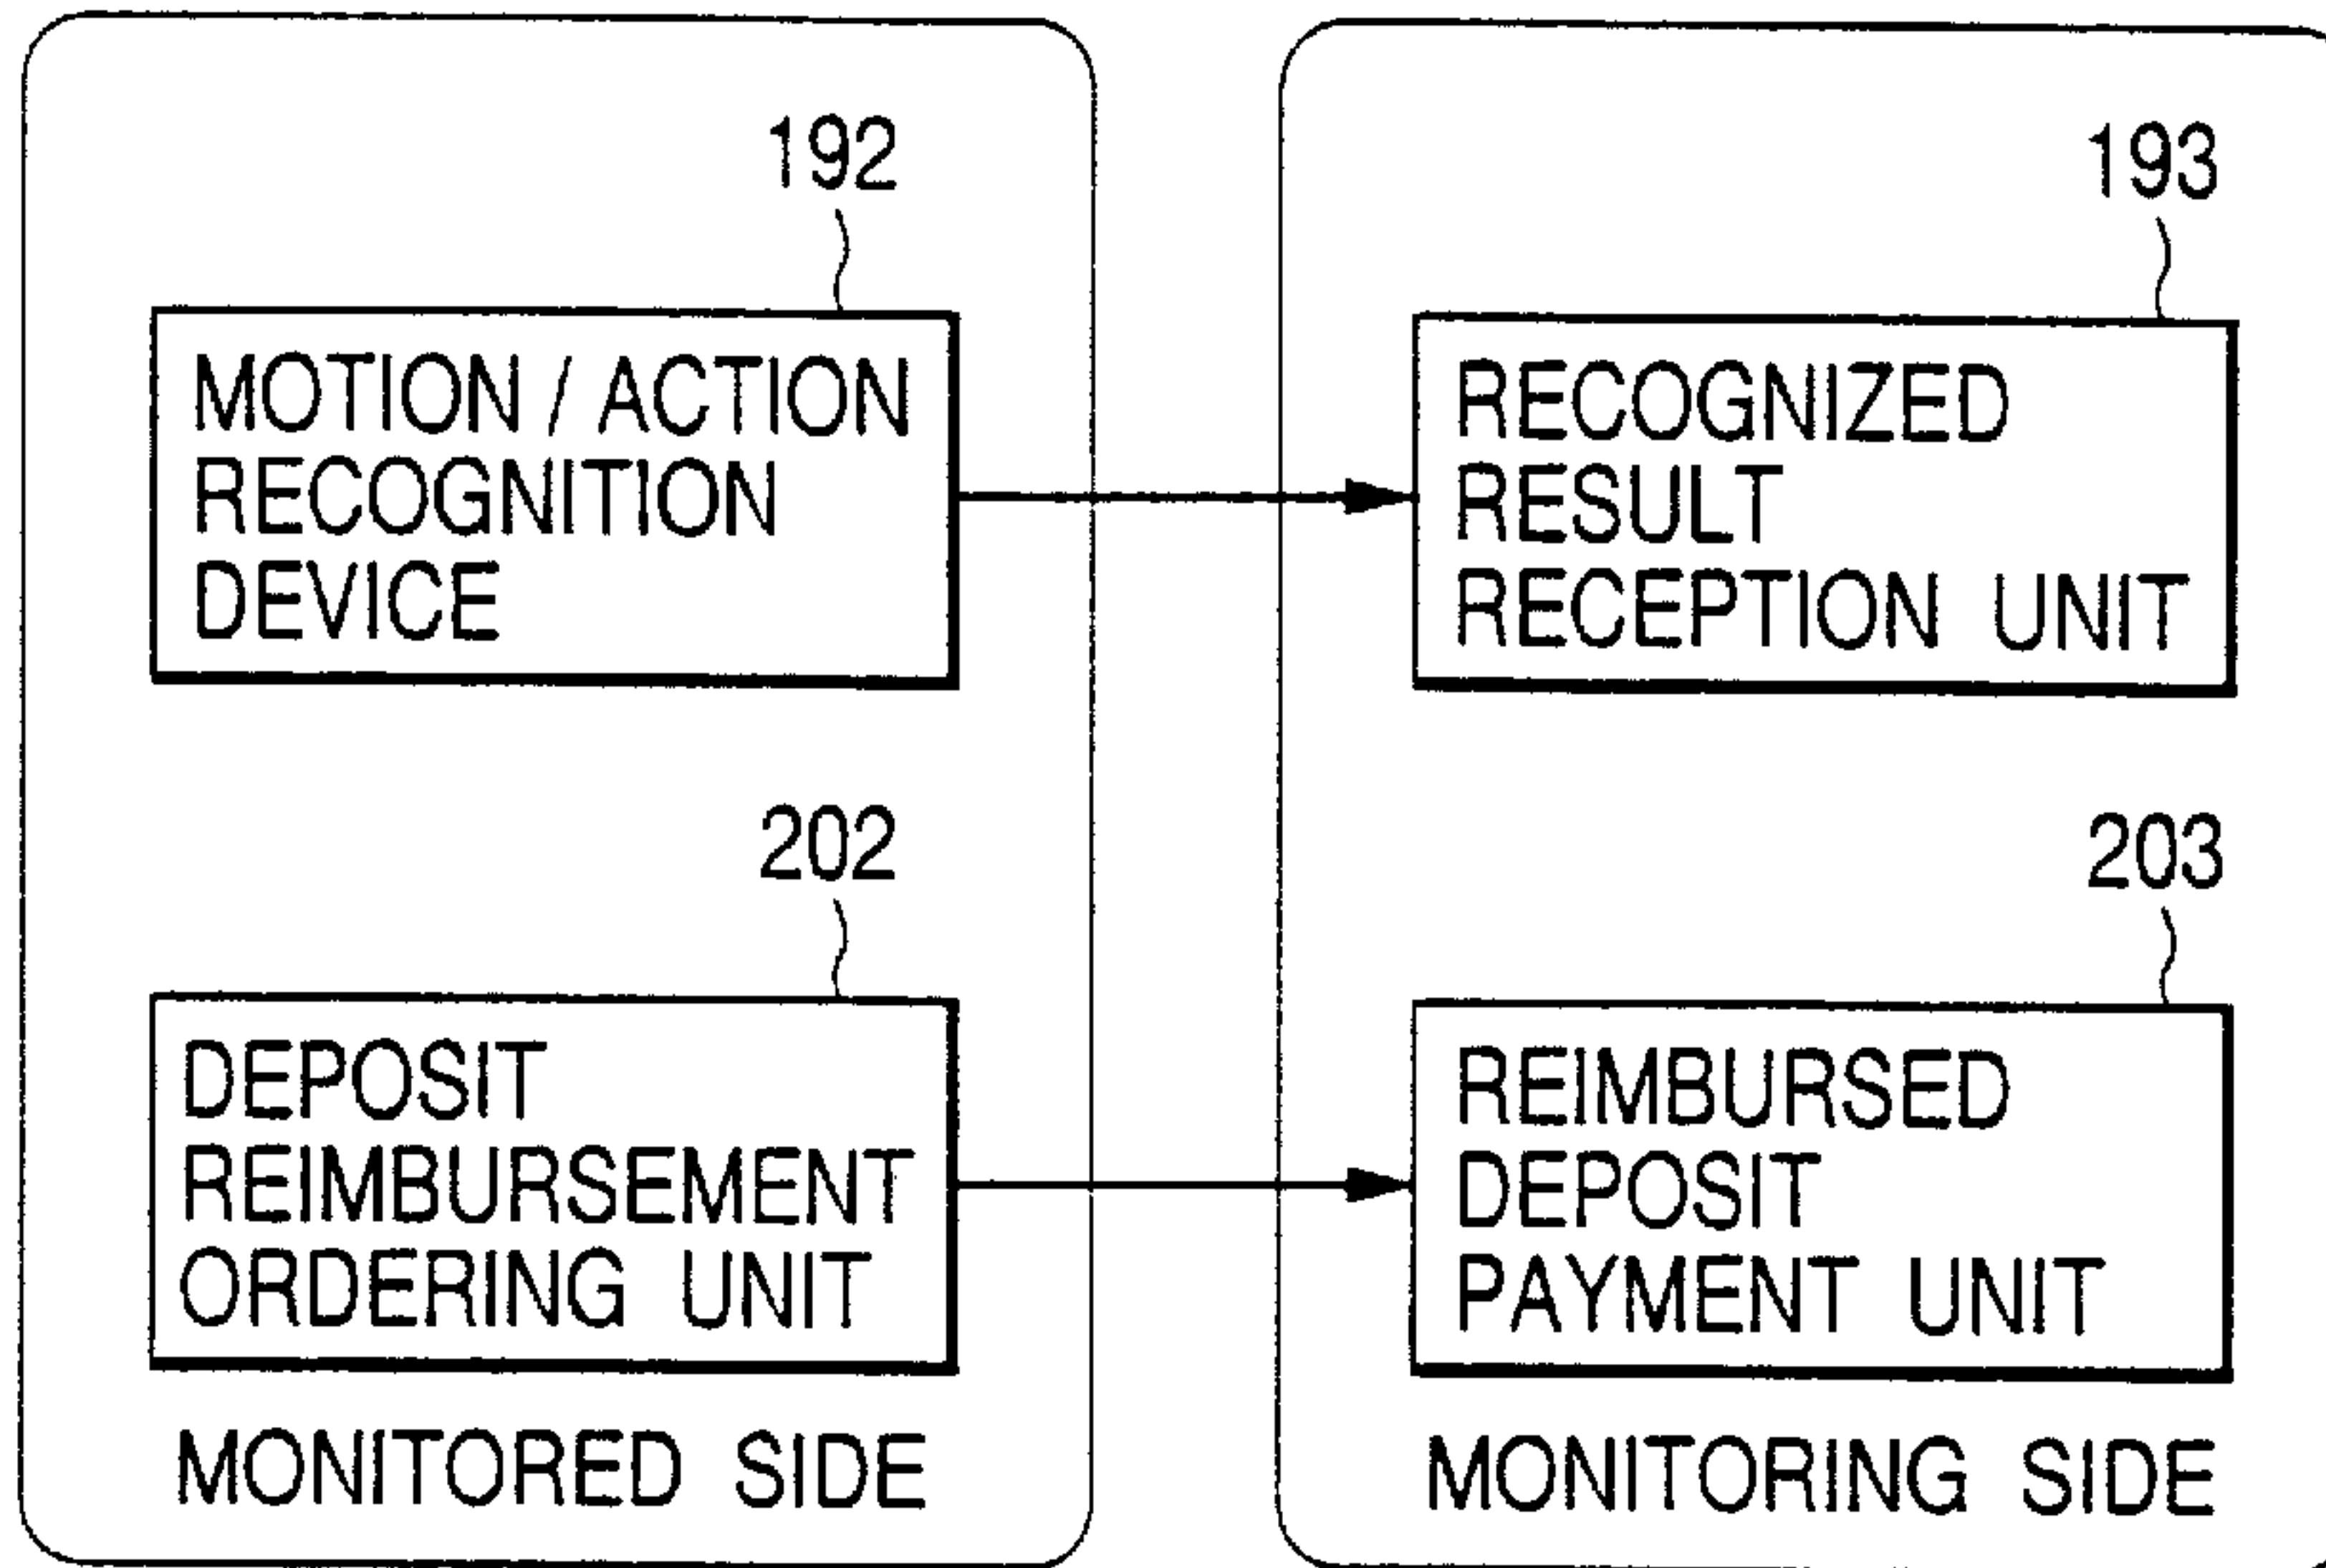 192
MOTION / ACTION
RECOGNITION
DEVICE
202
DEPOSIT
REIMBURSEMENT
ORDERING UNIT
MONITORED SIDE
193
RECOGNIZED
RESULT
RECEPTION UNIT
203
REIMBURSED
DEPOSIT
PAYMENT UNIT
MONITORING SIDE